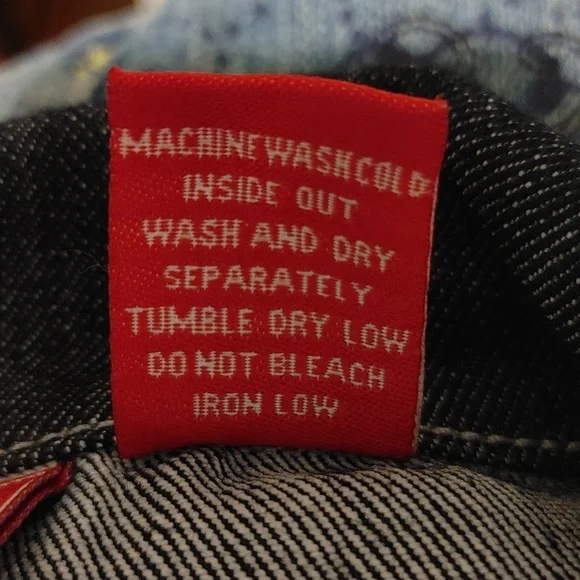 MACHINE WASH COLD
INSIDE OUT
WASH AND DRY
SEPARATELY
TUMBLE DRY LOW
DO NOT BLEACH
IRON LOW